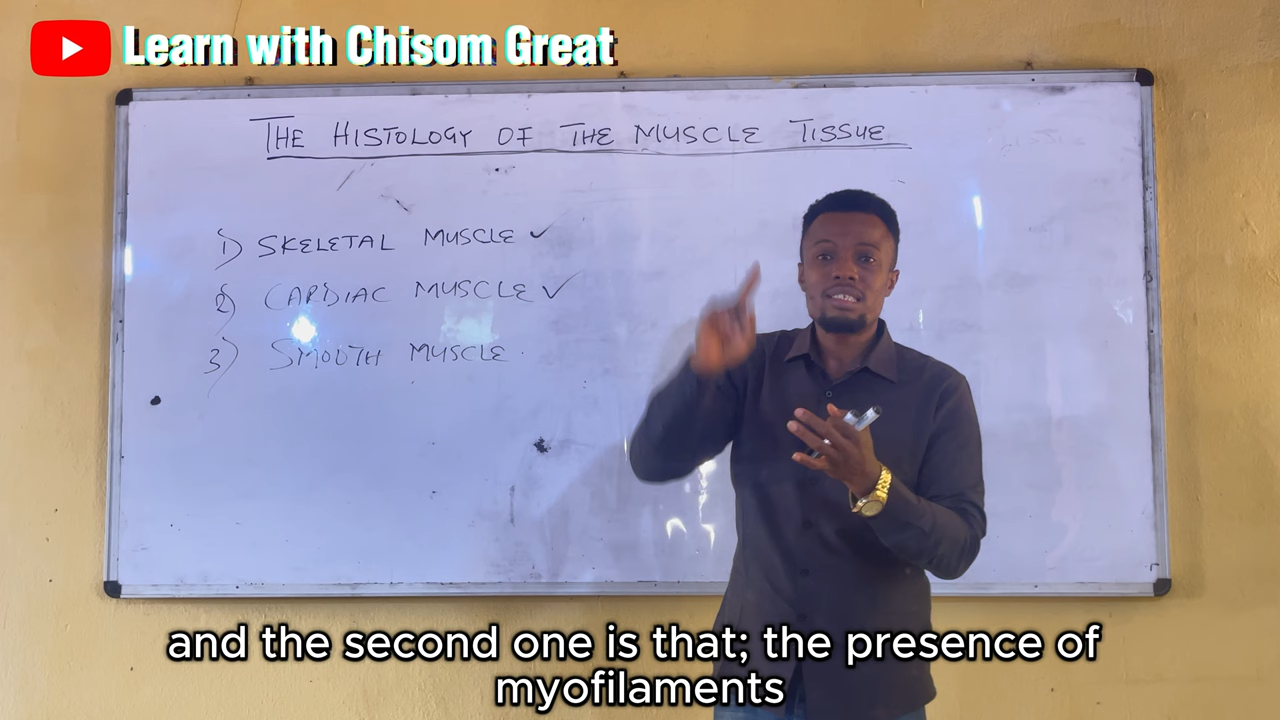 Learn with Chisom Great
THE HISTOLOGY OF THE MUSCLE TISSUE
1) SKELETAL MUSCLE ✓
2) CARDIAC MUSCLE ✓
3) SMOOTH MUSCLE
and the second one is that; the presence of
myofilaments